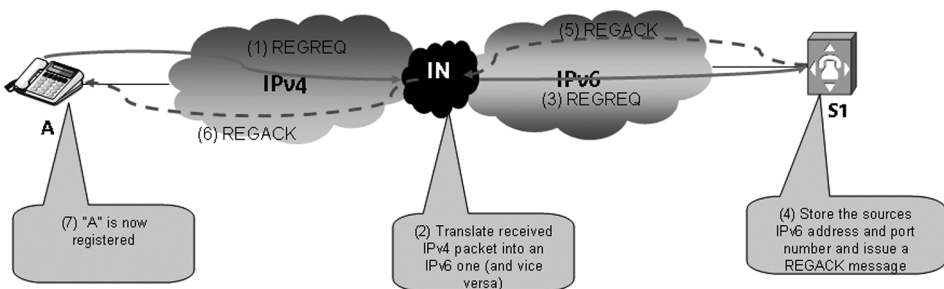 (1) REGREQ
IPv4
(6) REGACK
IN
(5) REGACK
IPv6
(3) REGREQ
A
S1
(7) "A" is now
registered
(2) Translate received
IPv4 packet into an
IPv6 one (and vice
versa)
(4) Store the sources
IPv6 address and port
number and issue a
REGACK message